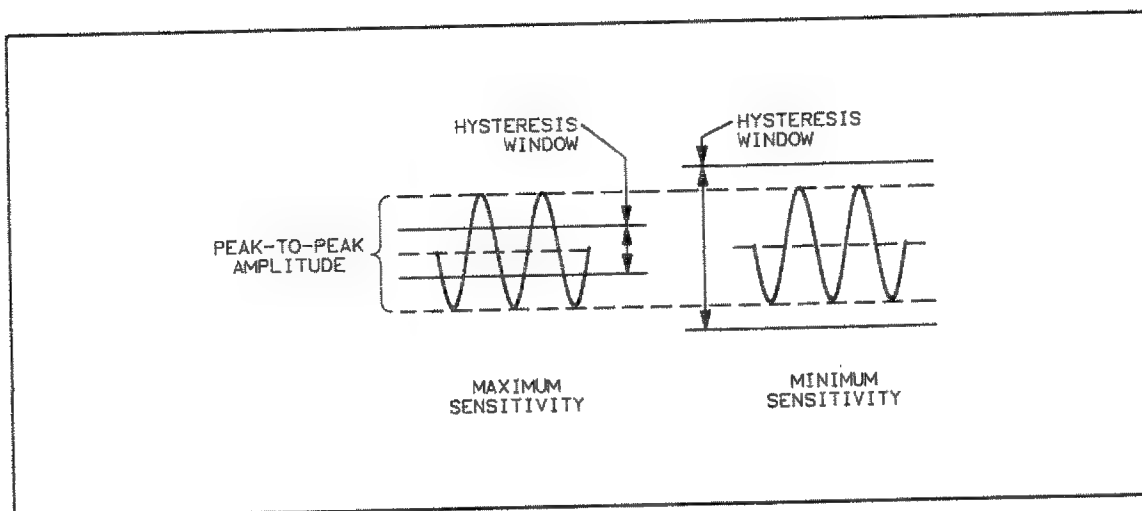 HYSTERESIS
WINDOW
HYSTERESIS
WINDOW
PEAK-TO-PEAK
AMPLITUDE
MAXIMUM
SENSITIVITY
MINIMUM
SENSITIVITY